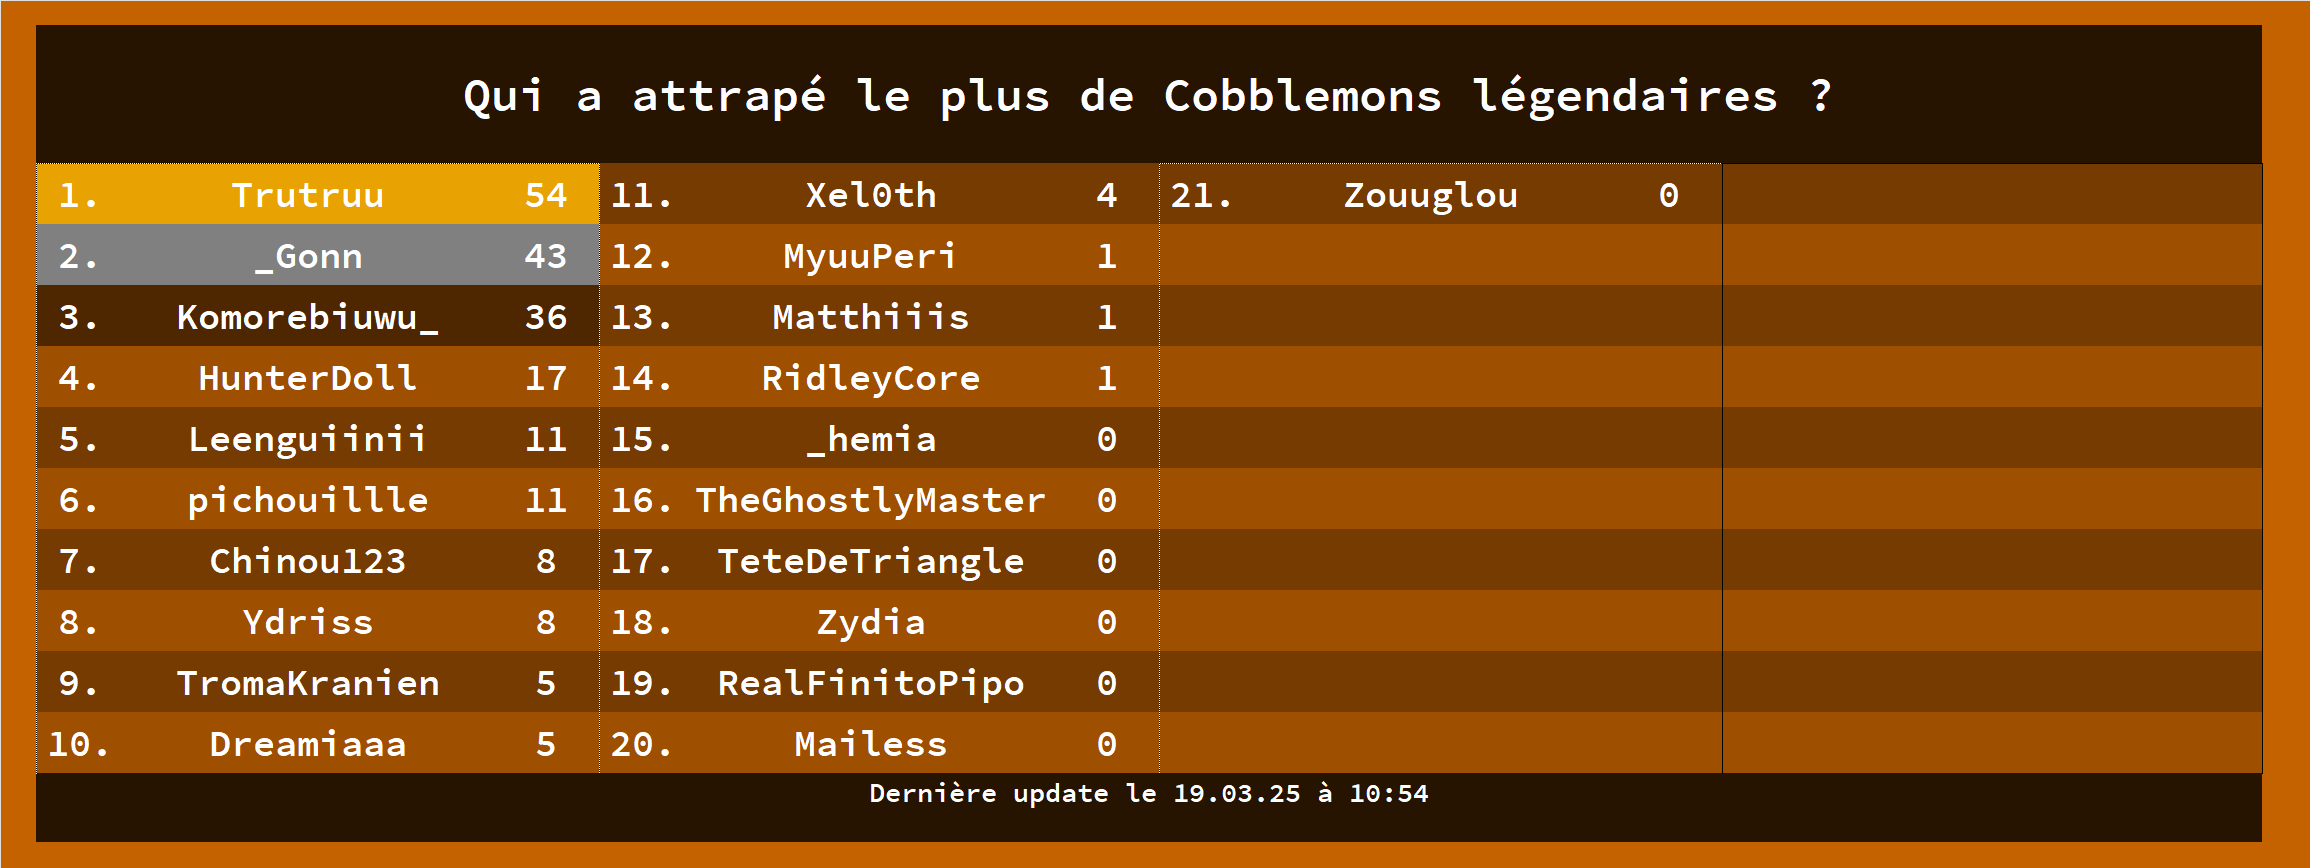 Qui a attrapé le plus de Cobblemons légendaires ?
1. Trutruu 54
2. _Gonn 43
3. Komorebiuwu_ 36
4. HunterDoll 17
5. Leenguiinii 11
6. pichouillle 11
7. Chinou123 8
8. Ydriss 8
9. TromaKranien 5
10. Dreamiaaa 5
11. Xel0th 4
12. MyuuPeri 1
13. Matthiiis 1
14. RidleyCore 1
15. _hemia 0
16. TheGhostlyMaster 0
17. TeteDeTriangle 0
18. Zydia 0
19. RealFinitoPipo 0
20. Mailess 0
21. Zouuglou 0
Dernière update le 19.03.25 à 10:54